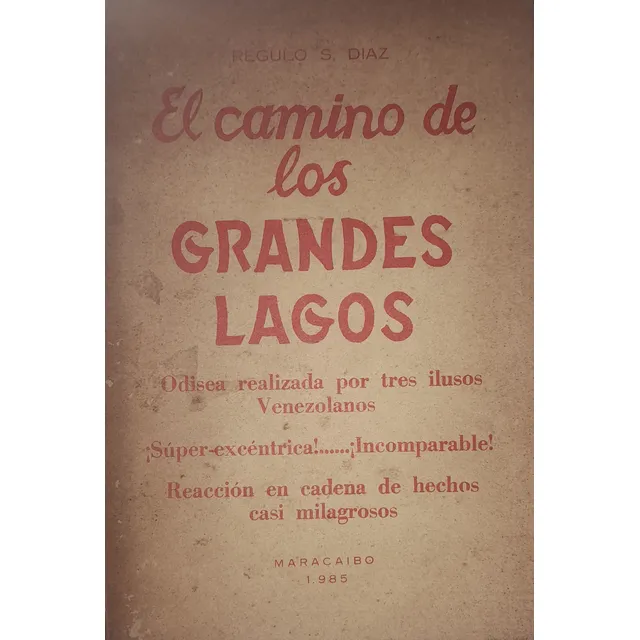 REGULO S. DIAZ
El camino de
los
GRANDES
LAGOS
Odisea realizada por tres ilusos
Venezolanos
¡Súper-excéntrica!.......¡Incomparable!
Reacción en cadena de hechos
casi milagrosos
MARACAIBO
1.985